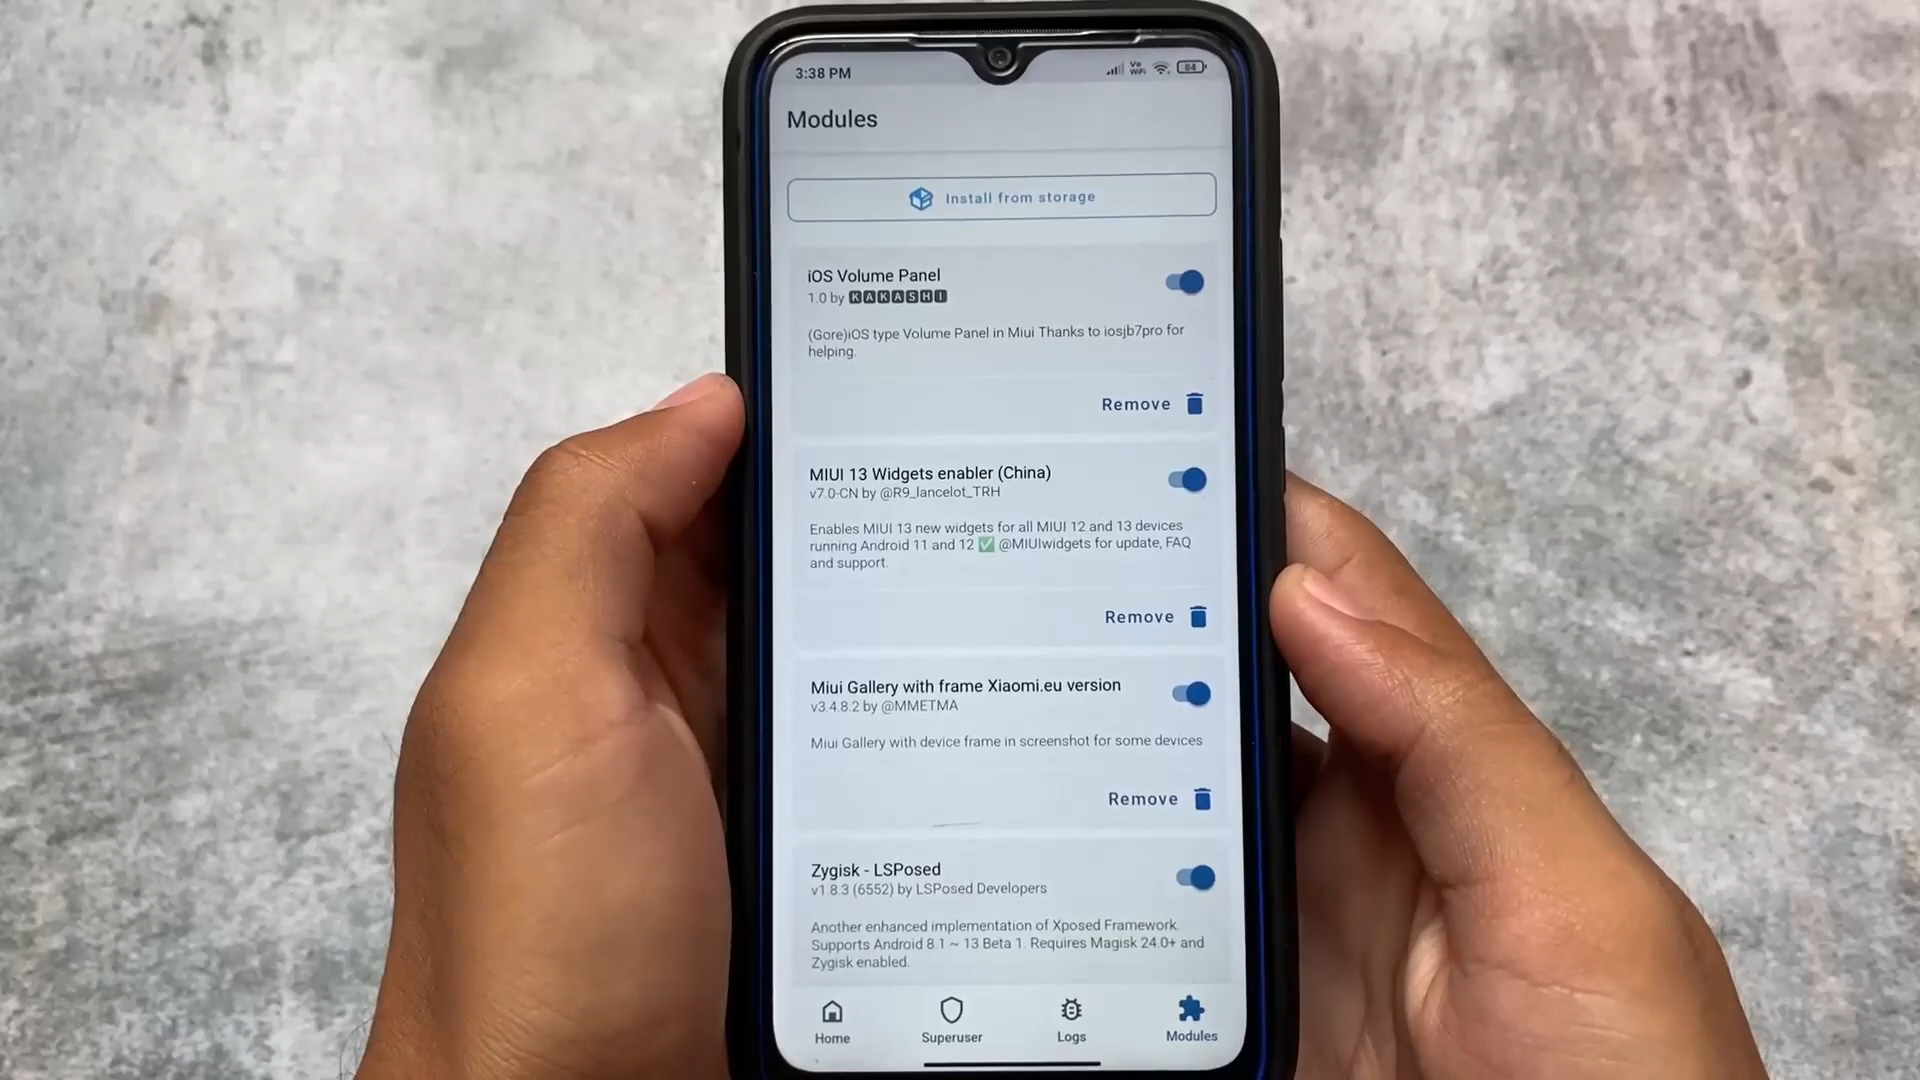 3:38 PM
Vo
WiFi
84
Modules
Install from storage
iOS Volume Panel
1.0 by KAKASHI
(Gore)iOS type Volume Panel in Miui Thanks to iosjb7pro for
helping.
Remove
MIUI 13 Widgets enabler (China)
v7.0-CN by @R9_lancelot_TRH
Enables MIUI 13 new widgets for all MIUI 12 and 13 devices
running Android 11 and 12 ✅ @MIUIwidgets for update, FAQ
and support.
Remove
Miui Gallery with frame Xiaomi.eu version
v3.4.8.2 by @MMETMA
Miui Gallery with device frame in screenshot for some devices
Remove
Zygisk - LSPosed
v1.8.3 (6552) by LSPosed Developers
Another enhanced implementation of Xposed Framework.
Supports Android 8.1 ~ 13 Beta 1. Requires Magisk 24.0+ and
Zygisk enabled.
Home
Superuser
Logs
Modules